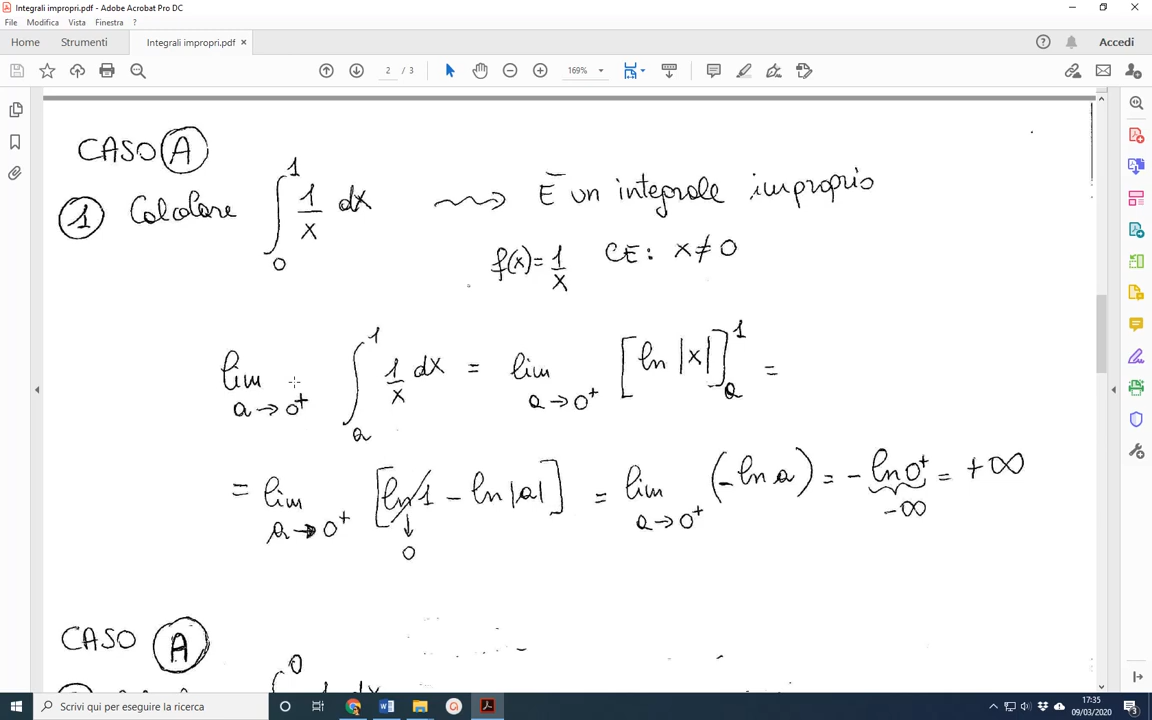 Integrali impropri.pdf - Adobe Acrobat Pro DC
File Modifica Vista Finestra ?
Home Strumenti Integrali impropri.pdf × Accedi
2 / 3 169%
CASO A
1 Calcolare ∫₀¹ 1/x dx ⇝ È un integrale improprio
f(x) = 1/x CE: x ≠ 0
lim a→0⁺ ∫ₐ¹ 1/x dx = lim a→0⁺ [ln |x|]ₐ¹ =
= lim a→0⁺ [ln 1 - ln |a|] = lim a→0⁺ (-ln a) = - ln 0⁺ = +∞
0 -∞
CASO A
0
Scrivi qui per eseguire la ricerca
17:35
09/03/2020
3